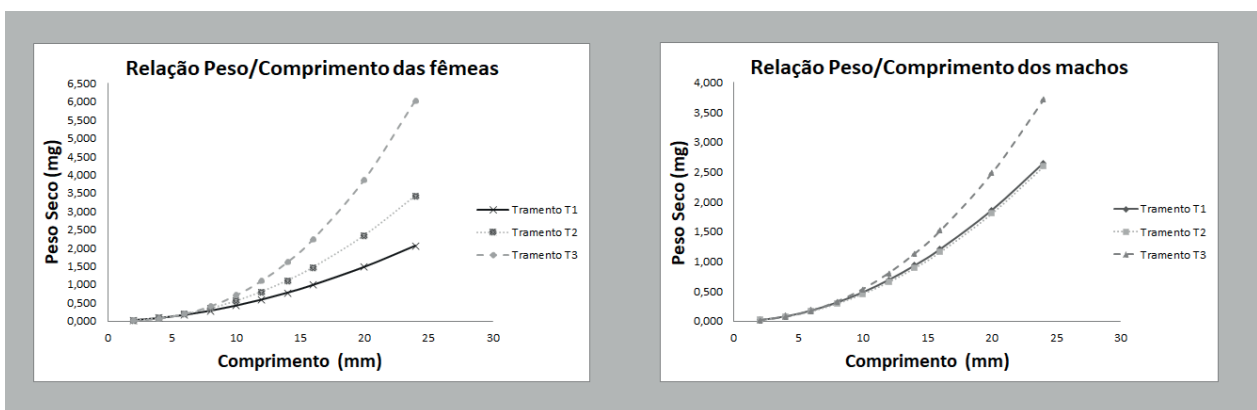 Relação Peso/Comprimento das fêmeas
6,500
6,000
5,500
5,000
4,500
4,000
3,500
3,000
2,500
2,000
1,500
1,000
0,500
0,000
Peso Seco (mg)
0 5 10 15 20 25 30
Comprimento (mm)
Tramento T1
Tramento T2
Tramento T3
Relação Peso/Comprimento dos machos
4,000
3,500
3,000
2,500
2,000
1,500
1,000
0,500
0,000
Peso Seco (mg)
0 5 10 15 20 25 30
Comprimento (mm)
Tramento T1
Tramento T2
Tramento T3